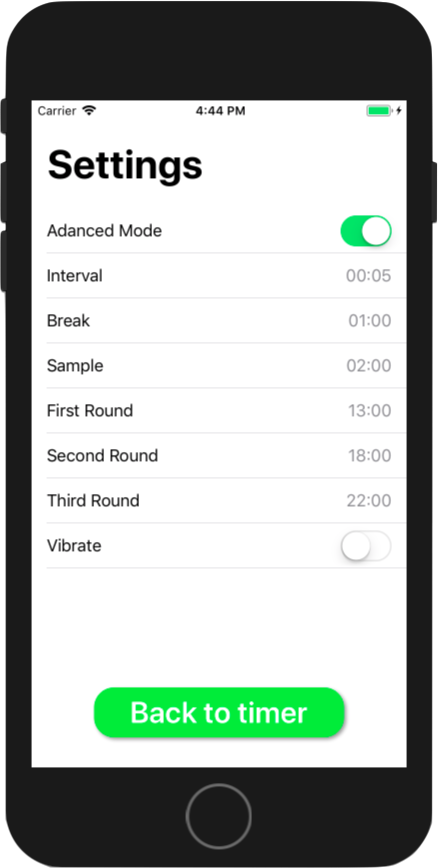 Carrier 4:44 PM
Settings
Adanced Mode
Interval 00:05
Break 01:00
Sample 02:00
First Round 13:00
Second Round 18:00
Third Round 22:00
Vibrate
Back to timer